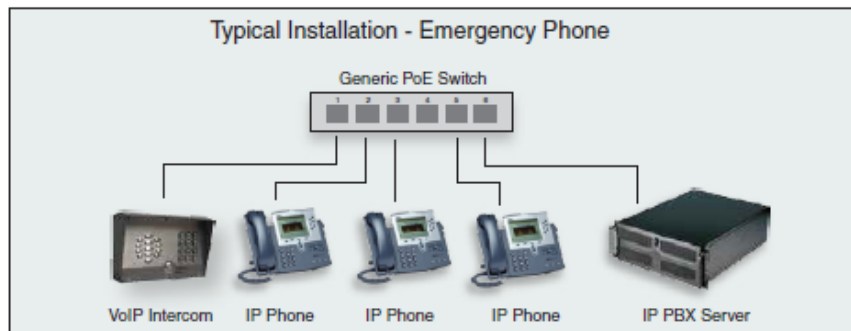 Typical Installation - Emergency Phone
Generic PoE Switch
1 2 3 4 5 6
VoIP Intercom IP Phone IP Phone IP Phone IP PBX Server